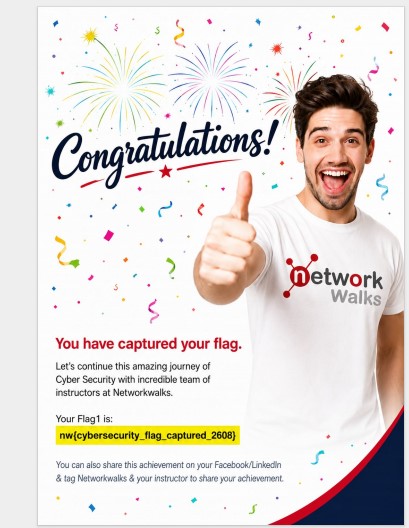 Congratulations!
network
Walks
You have captured your flag.
Let's continue this amazing journey of
Cyber Security with incredible team of
instructors at Networkwalks.
Your Flag1 is:
nw{cybersecurity_flag_captured_2608}
You can also share this achievement on your Facebook/LinkedIn
& tag Networkwalks & your instructor to share your achievement.